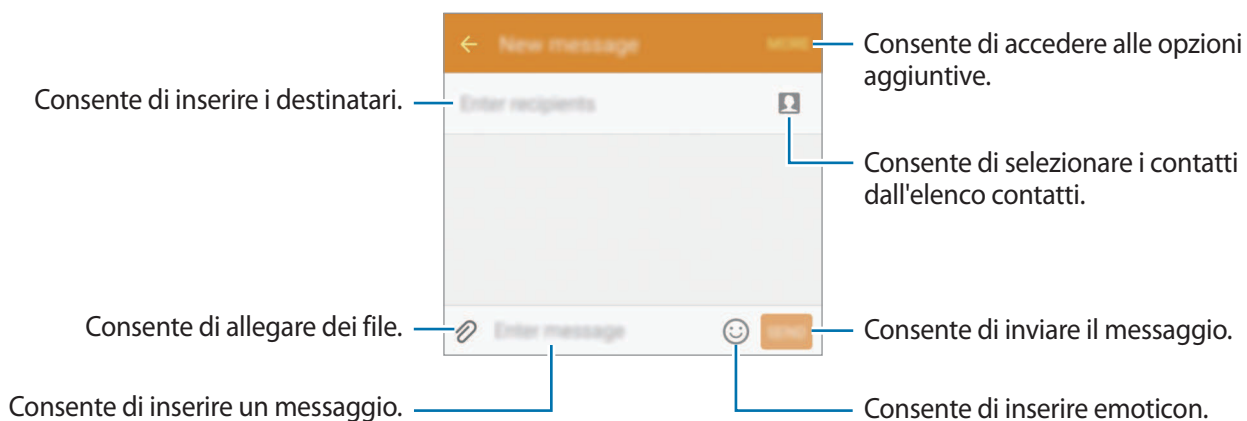 New message
MORE
Consente di accedere alle opzioni
aggiuntive.
Consente di inserire i destinatari.
Enter recipients
Consente di selezionare i contatti
dall'elenco contatti.
Consente di allegare dei file.
Enter message
SEND
Consente di inviare il messaggio.
Consente di inserire un messaggio.
Consente di inserire emoticon.